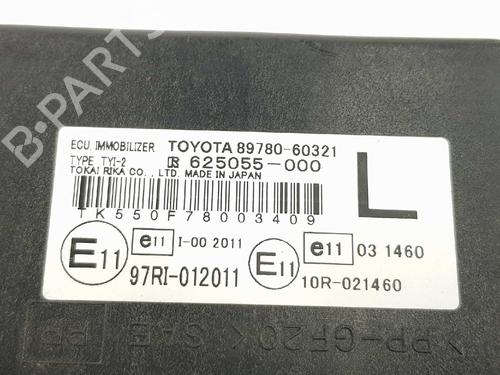 B-PARTS
ECU, IMMOBILIZER TOYOTA 89780-60321
TYPE TYI-2 625055-000
TOKAI RIKA CO., LTD. MADE IN JAPAN
L
TK550F78003409
E11 e11 I-00 2011 E11 e11 03 1460
97RI-012011 10R-021460
>PP-GF20<